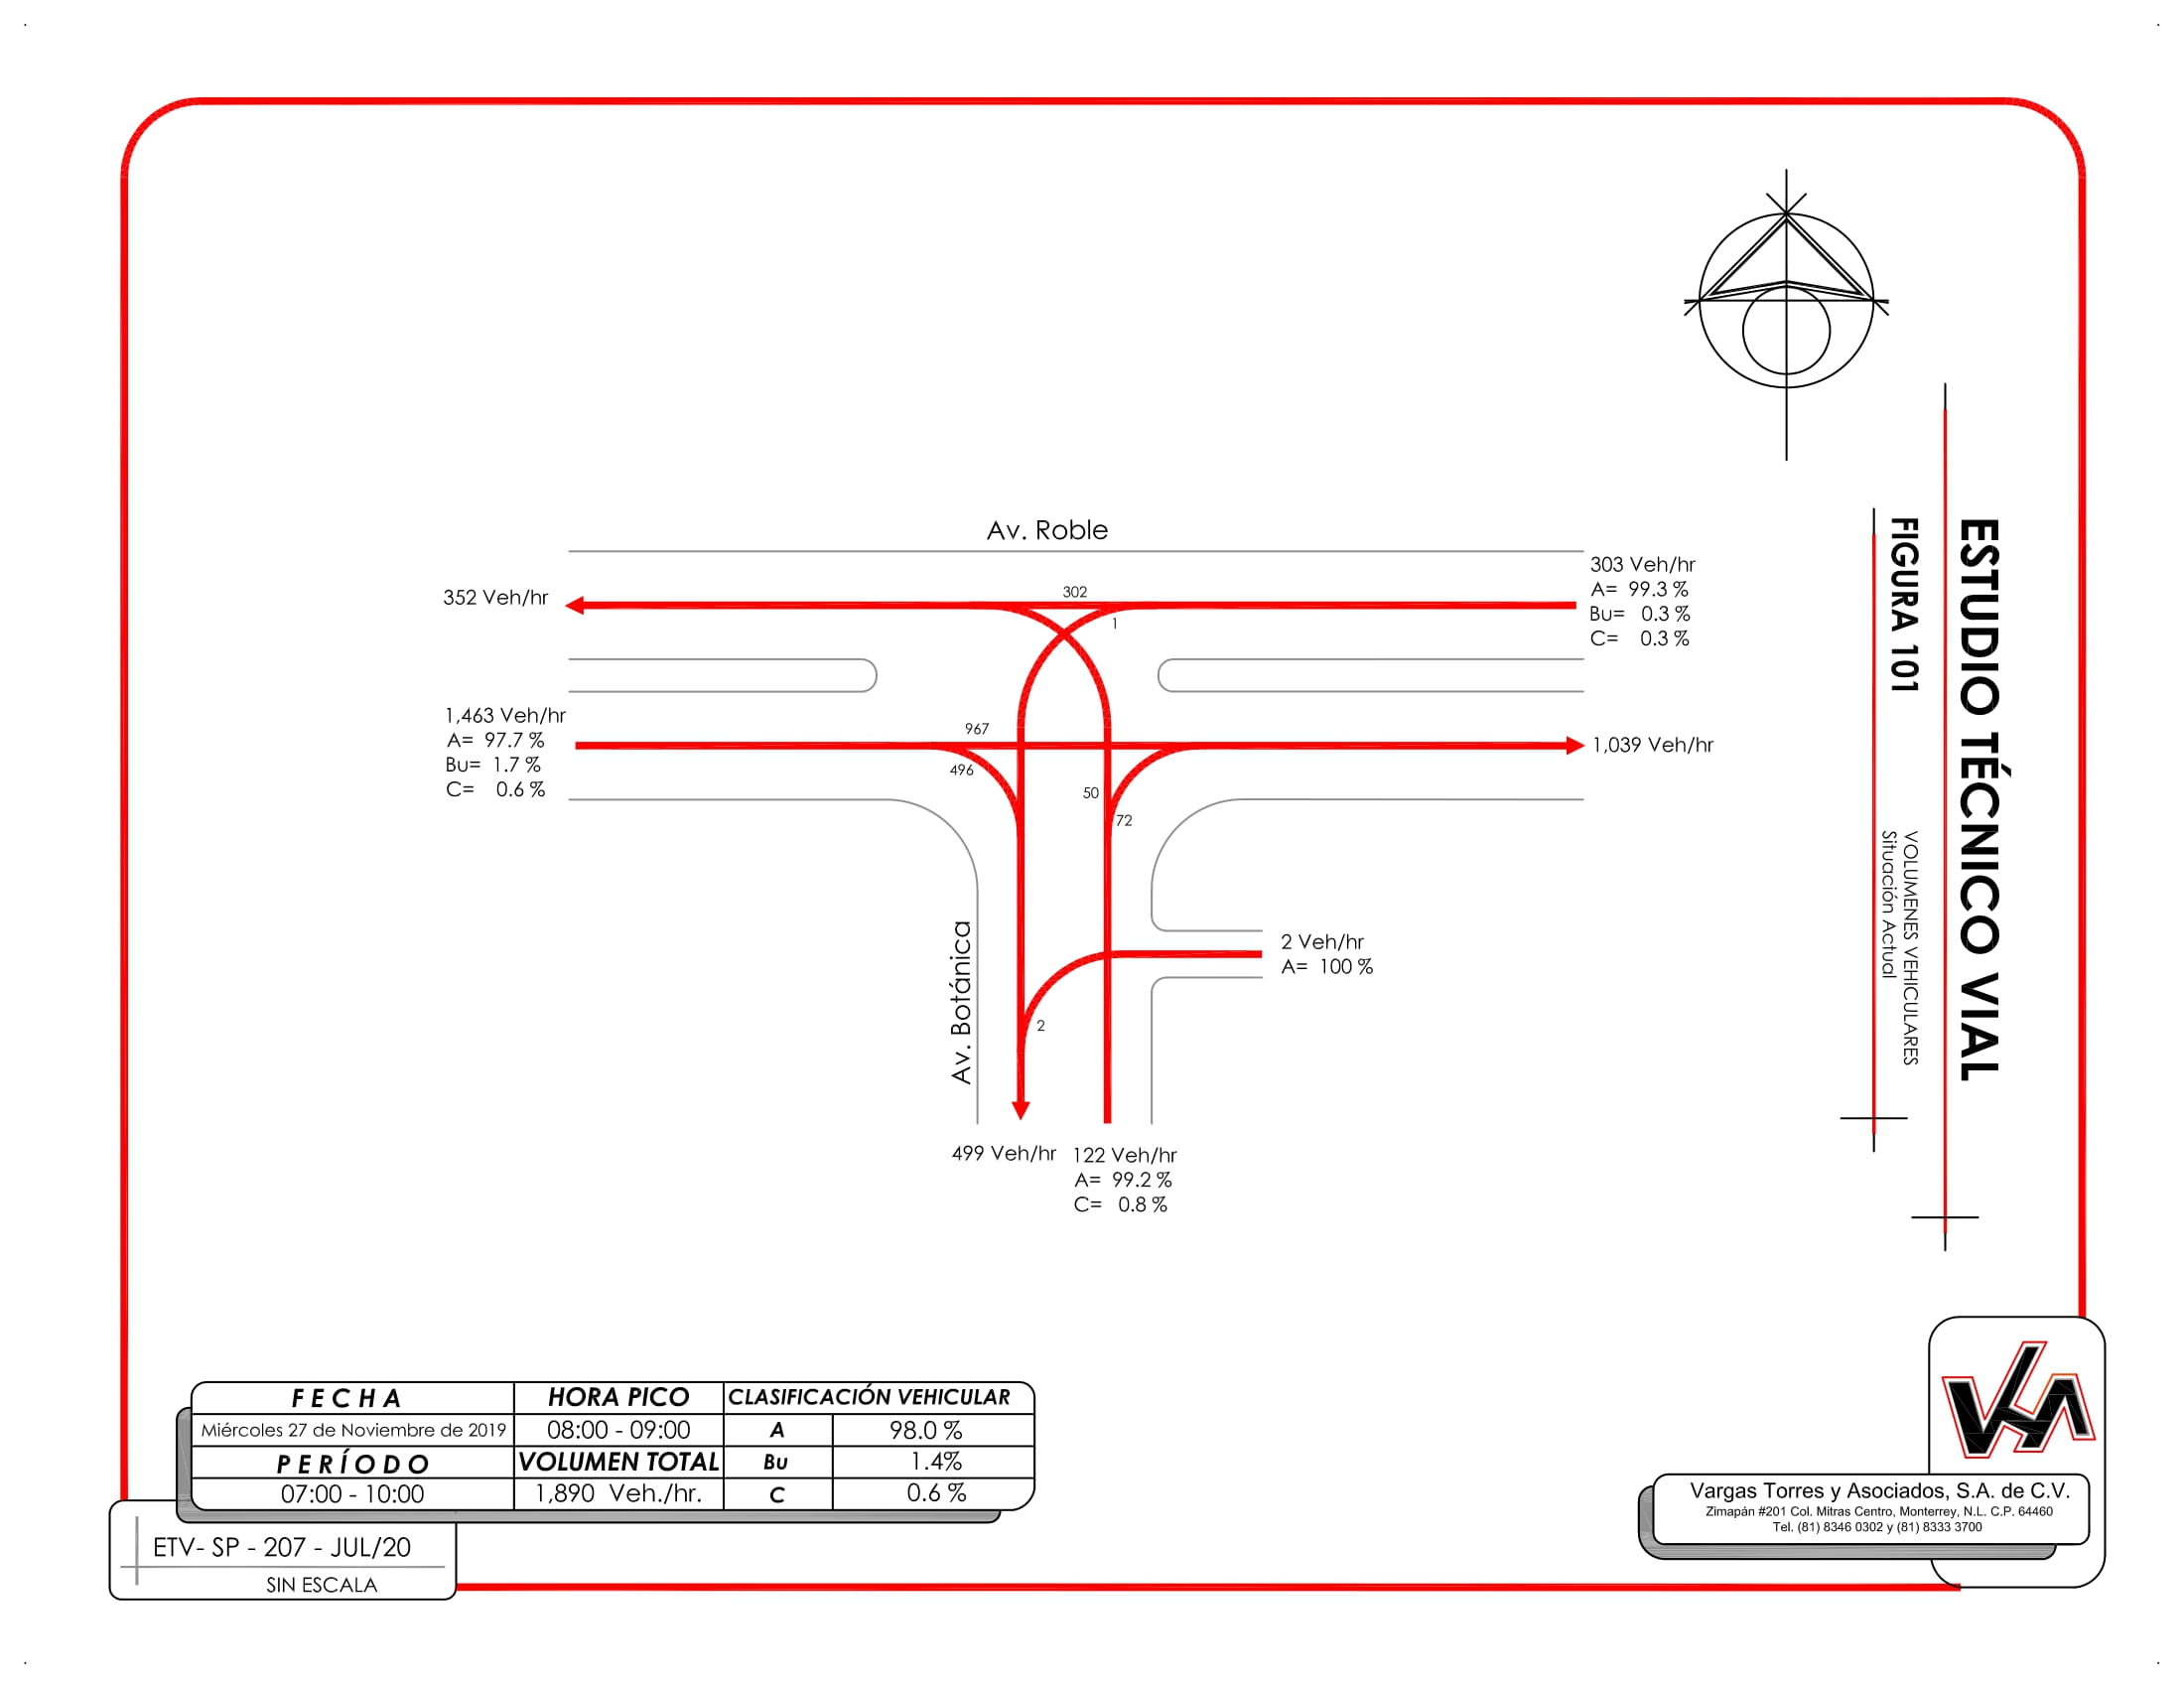 Av. Roble
352 Veh/hr
302
1
303 Veh/hr
A= 99.3 %
Bu= 0.3 %
C= 0.3 %
1,463 Veh/hr
A= 97.7 %
Bu= 1.7 %
C= 0.6 %
967
496
50
72
1,039 Veh/hr
Av. Botánica
2 Veh/hr
A= 100 %
2
499 Veh/hr
122 Veh/hr
A= 99.2 %
C= 0.8 %
ESTUDIO TÉCNICO VIAL
FIGURA 101
VOLUMENES VEHICULARES
Situación Actual
FECHA
HORA PICO
CLASIFICACIÓN VEHICULAR
Miércoles 27 de Noviembre de 2019
08:00 - 09:00
A
98.0 %
PERÍODO
VOLUMEN TOTAL
Bu
1.4%
07:00 - 10:00
1,890 Veh./hr.
C
0.6 %
ETV- SP - 207 - JUL/20
SIN ESCALA
Vargas Torres y Asociados, S.A. de C.V.
Zimapán #201 Col. Mitras Centro, Monterrey, N.L. C.P. 64460
Tel. (81) 8346 0302 y (81) 8333 3700